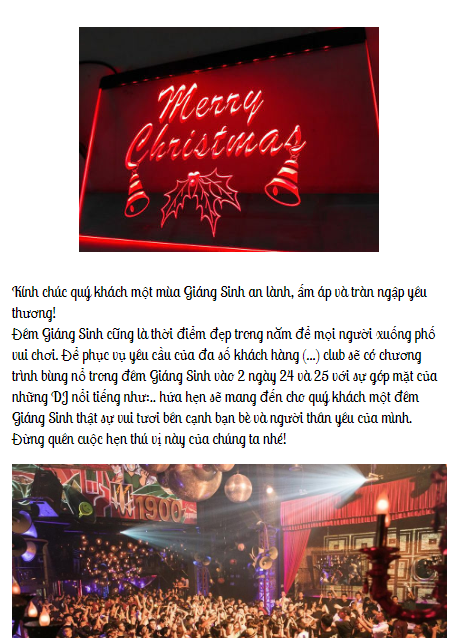 Merry
Christmas
Kính chúc quý khách một mùa Giáng Sinh an lành, ấm áp và tràn ngập yêu
thương!
Đêm Giáng Sinh cũng là thời điểm đẹp trong năm để mọi người xuống phố
vui chơi. Để phục vụ yêu cầu của đa số khách hàng (...) club sẽ có chương
trình bùng nổ trong đêm Giáng Sinh vào 2 ngày 24 và 25 với sự góp mặt của
những DJ nổi tiếng như:.. hứa hẹn sẽ mang đến cho quý khách một đêm
Giáng Sinh thật sự vui tươi bên cạnh bạn bè và người thân yêu của mình.
Đừng quên cuộc hẹn thú vị này của chúng ta nhé!
1900